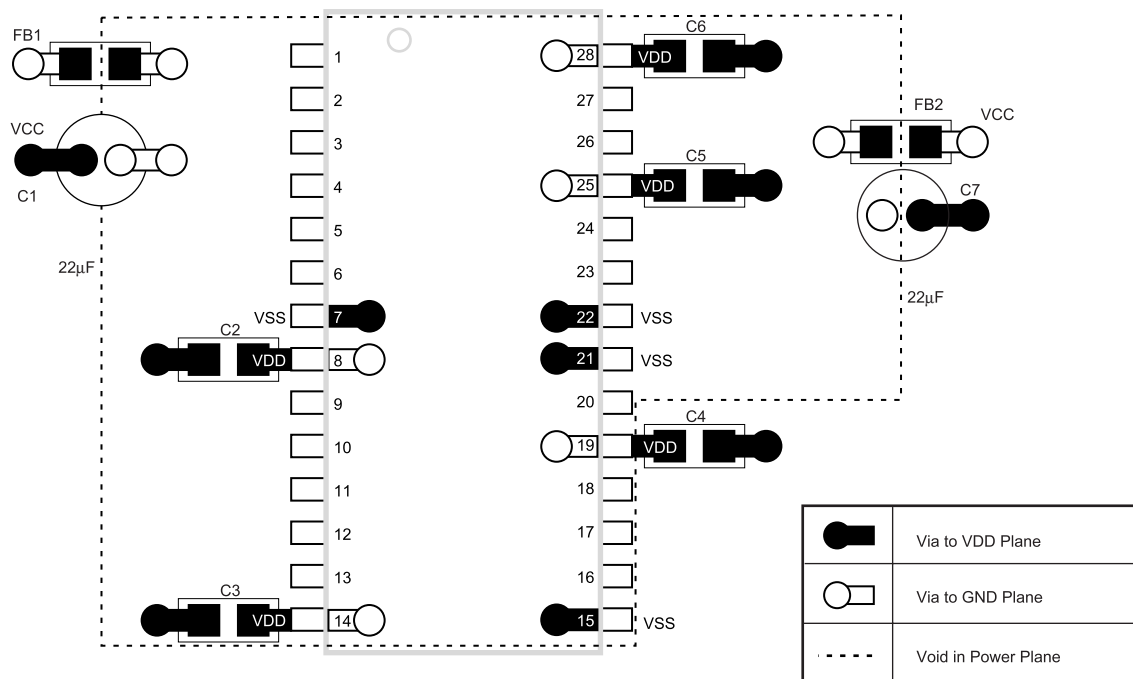 FB1
VCC
C1
22μF
1
2
3
4
5
6
VSS
7
C2
VDD
8
9
10
11
12
13
C3
VDD
14
C6
28
VDD
27
26
C5
25
VDD
24
23
22
VSS
21
VSS
20
C4
19
VDD
18
17
16
15
VSS
FB2
VCC
C7
22μF
Via to VDD Plane
Via to GND Plane
Void in Power Plane